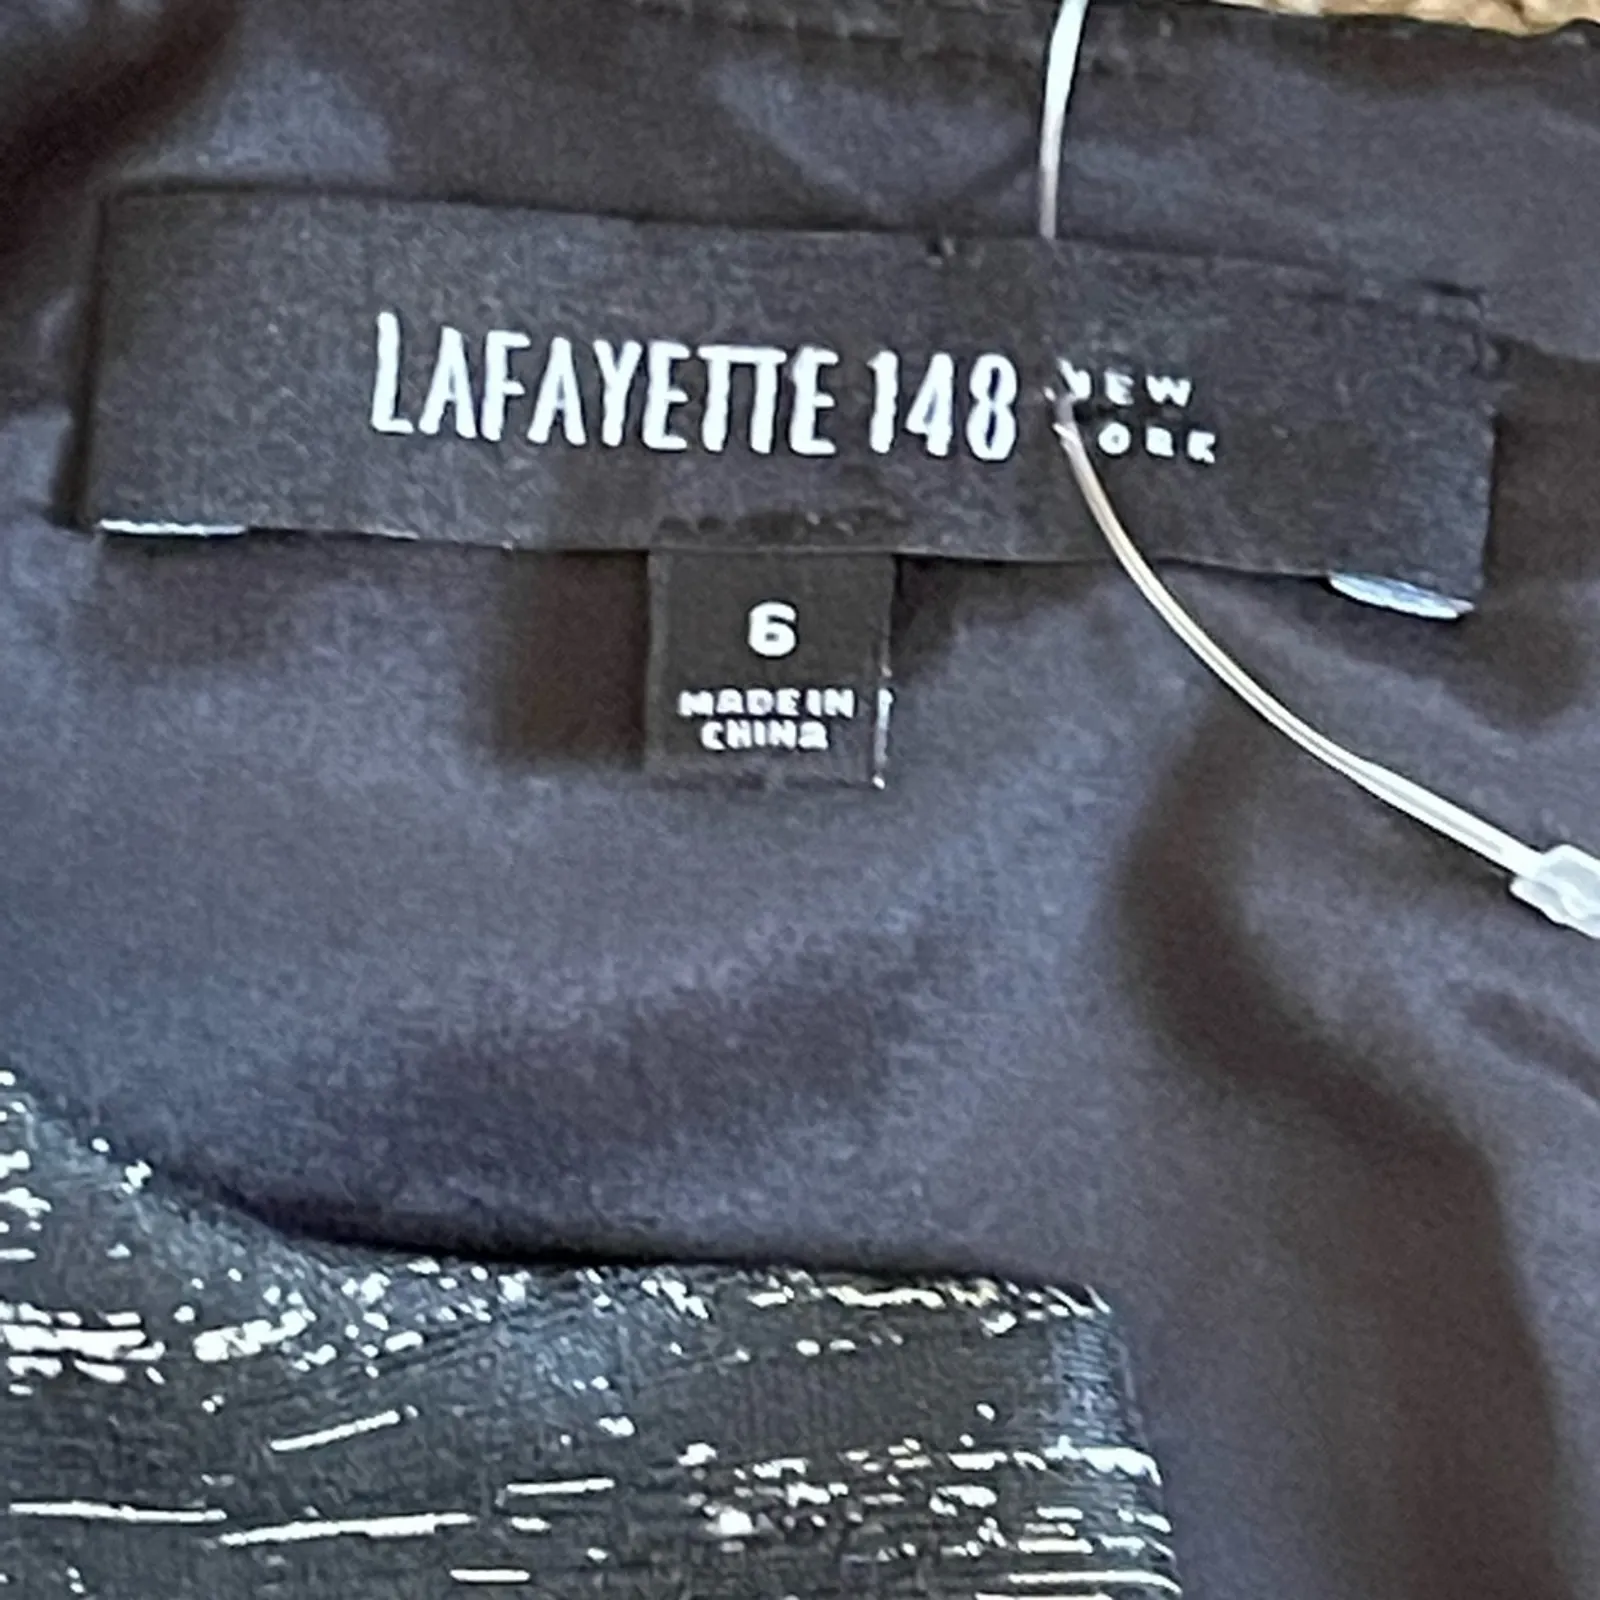 LAFAYETTE 148 NEW YORK
6
MADE IN
CHINA